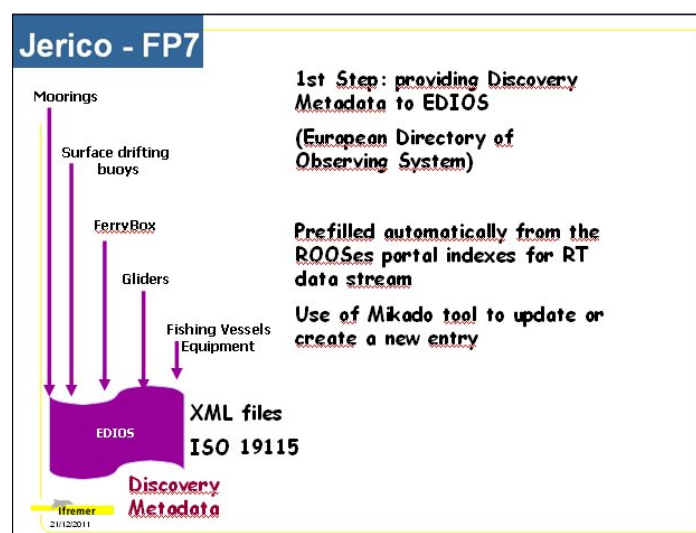 Jerico - FP7
Moorings
Surface drifting
buoys
FerryBox
Gliders
Fishing Vessels
Equipment
EDIOS
XML files
ISO 19115
Discovery
Metadata
1st Step: providing Discovery
Metadata to EDIOS
(European Directory of
Observing System)
Prefilled automatically from the
ROOSes portal indexes for RT
data stream
Use of Mikado tool to update or
create a new entry
Ifremer
21/12/2011